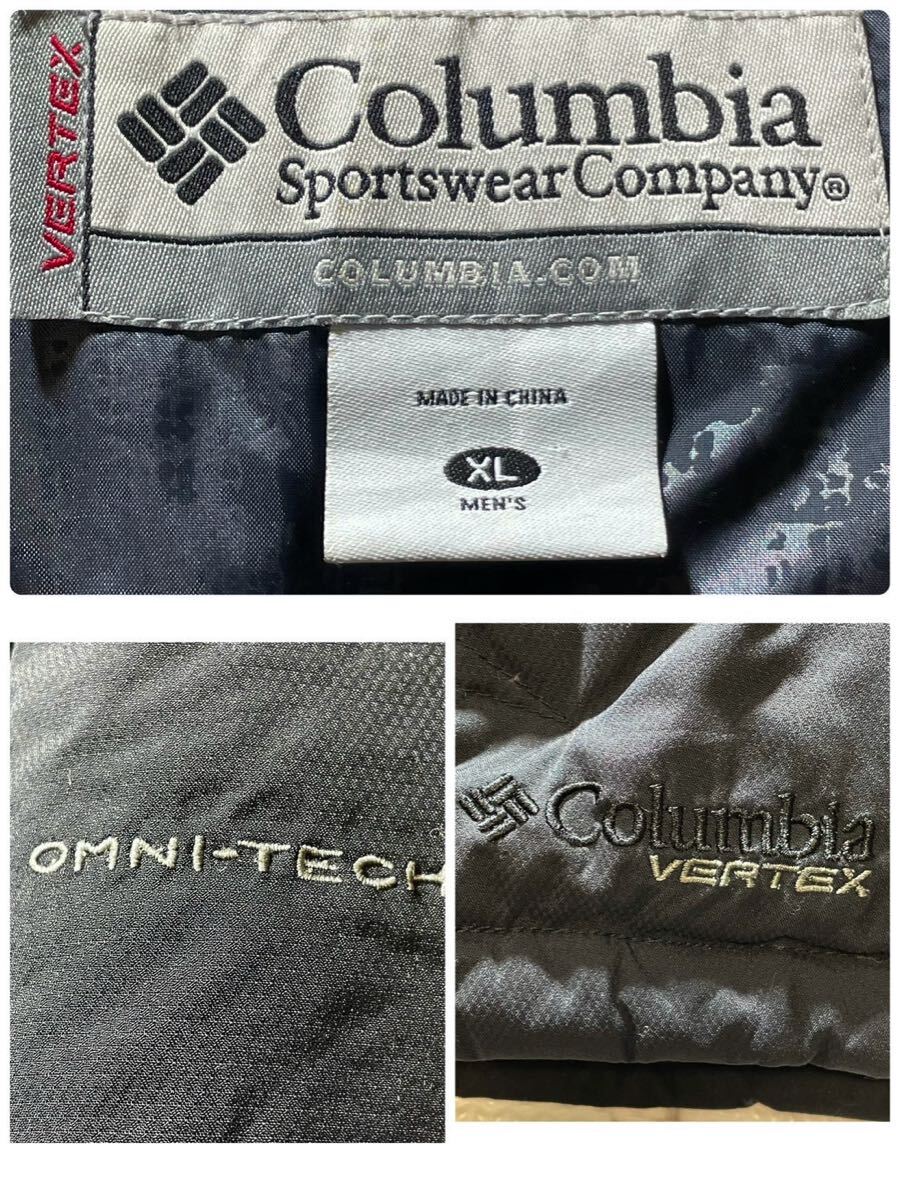 VERTEX
Columbia
Sportswear Company®
COLUMBIA.COM
MADE IN CHINA
XL
MEN'S
OMNI-TECH
Columbia
VERTEX